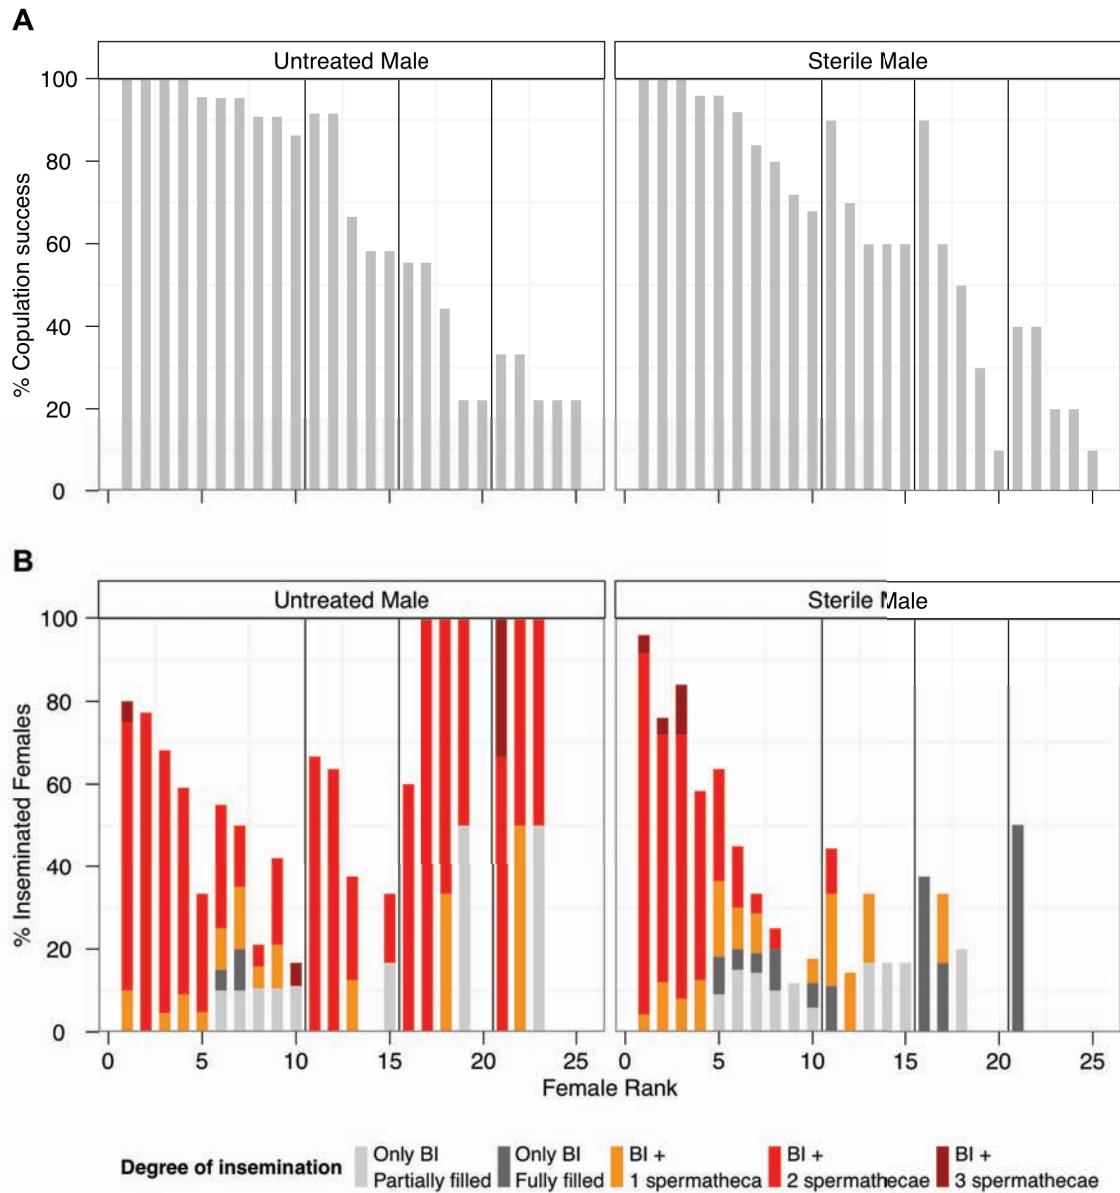 A
Untreated Male
Sterile Male
% Copulation success
100
80
60
40
20
0
B
Untreated Male
Sterile Male
% Inseminated Females
100
80
60
40
20
0
0 5 10 15 20 25
0 5 10 15 20 25
Female Rank
Degree of insemination
Only BI
Partially filled
Only BI
Fully filled
BI +
1 spermatheca
BI +
2 spermathecae
BI +
3 spermathecae